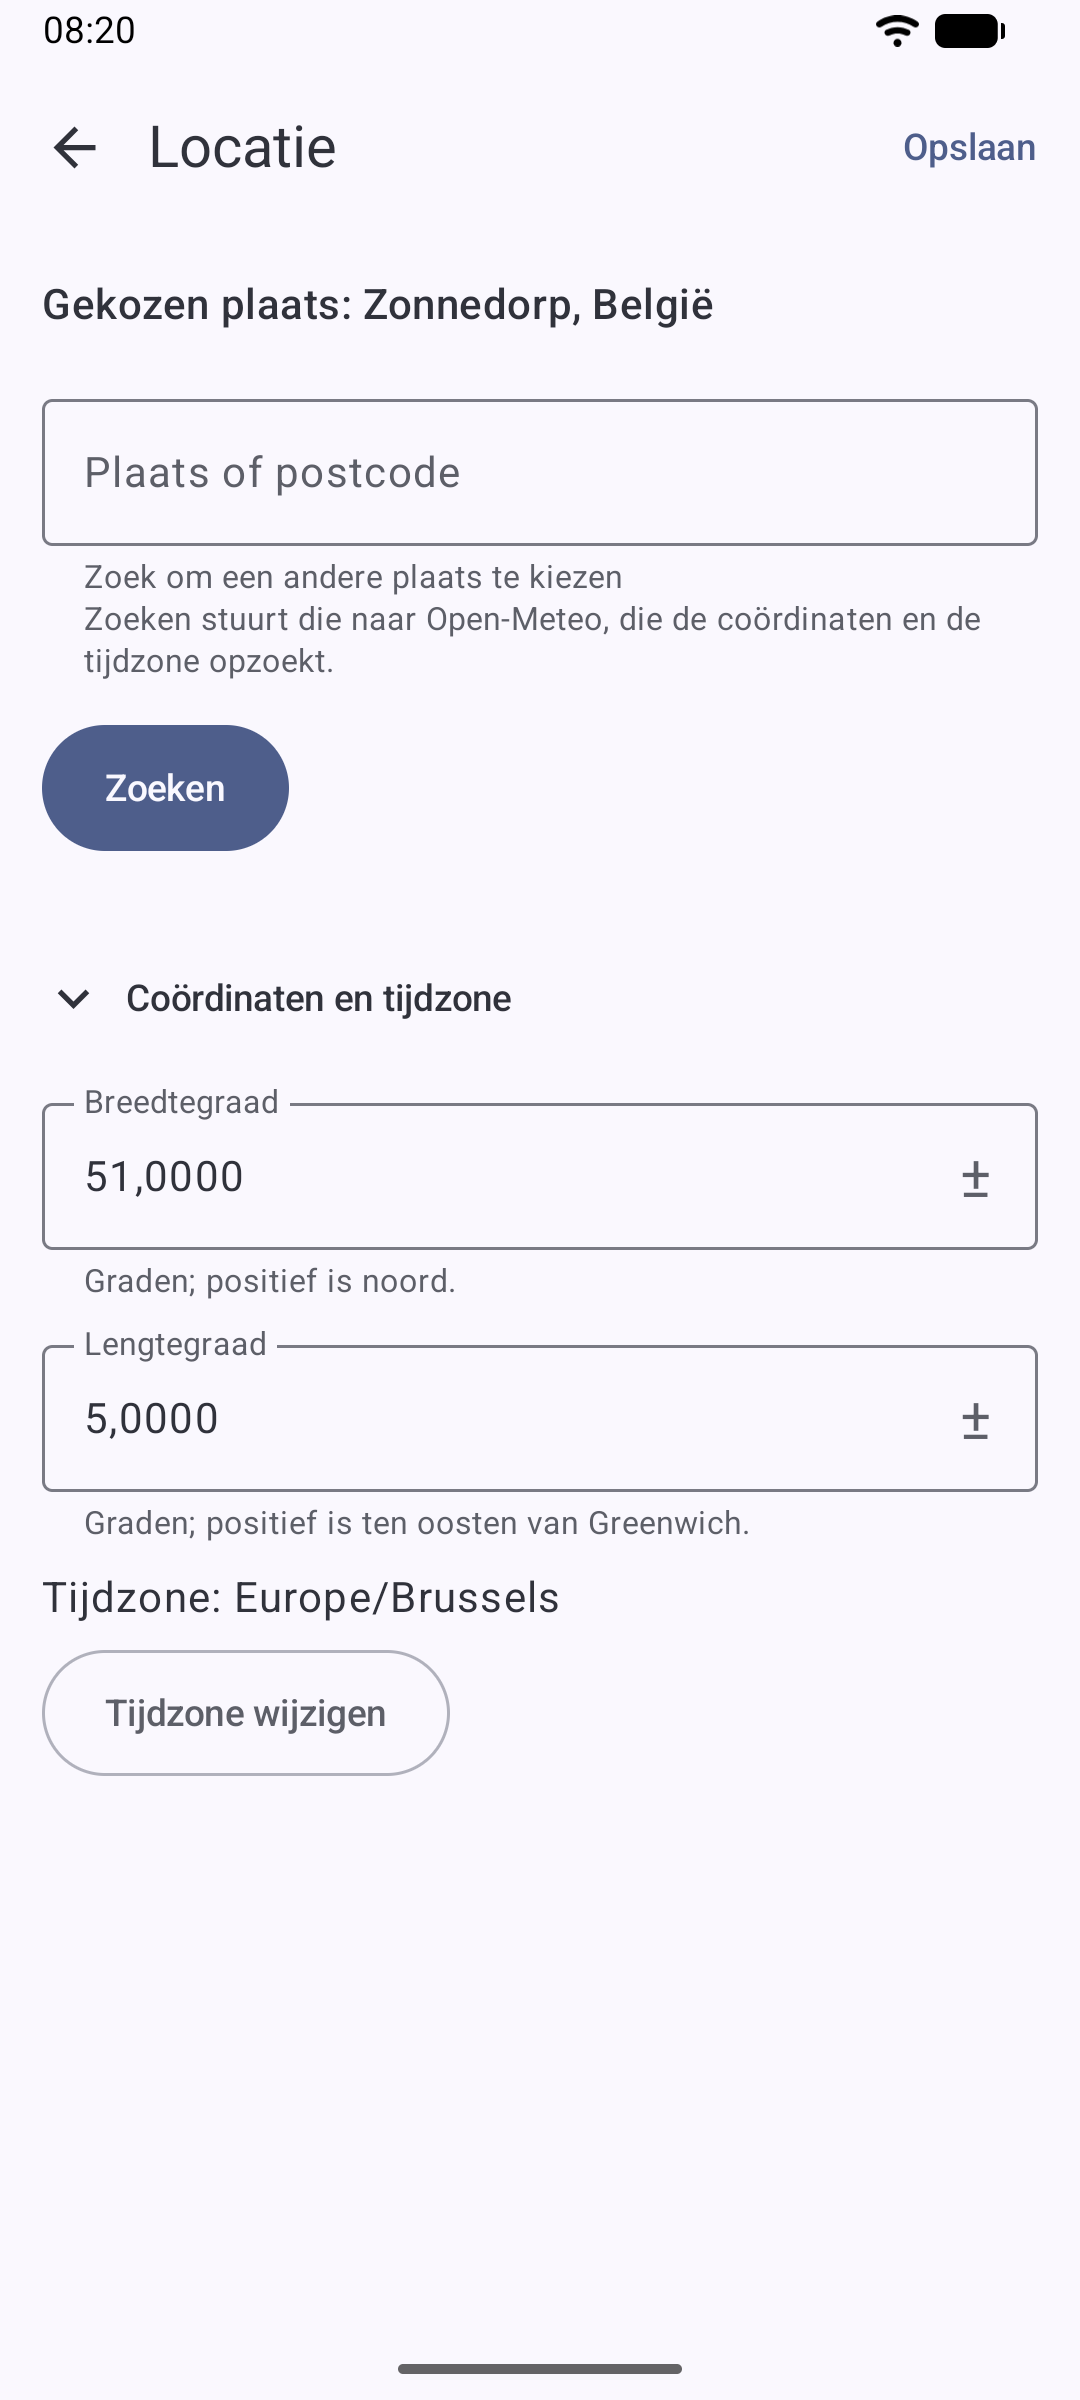 08:20
Locatie
Opslaan
Gekozen plaats: Zonnedorp, België
Plaats of postcode
Zoek om een andere plaats te kiezen
Zoeken stuurt die naar Open-Meteo, die de coördinaten en de
tijdzone opzoekt.
Zoeken
Coördinaten en tijdzone
Breedtegraad
51,0000
±
Graden; positief is noord.
Lengtegraad
5,0000
±
Graden; positief is ten oosten van Greenwich.
Tijdzone: Europe/Brussels
Tijdzone wijzigen